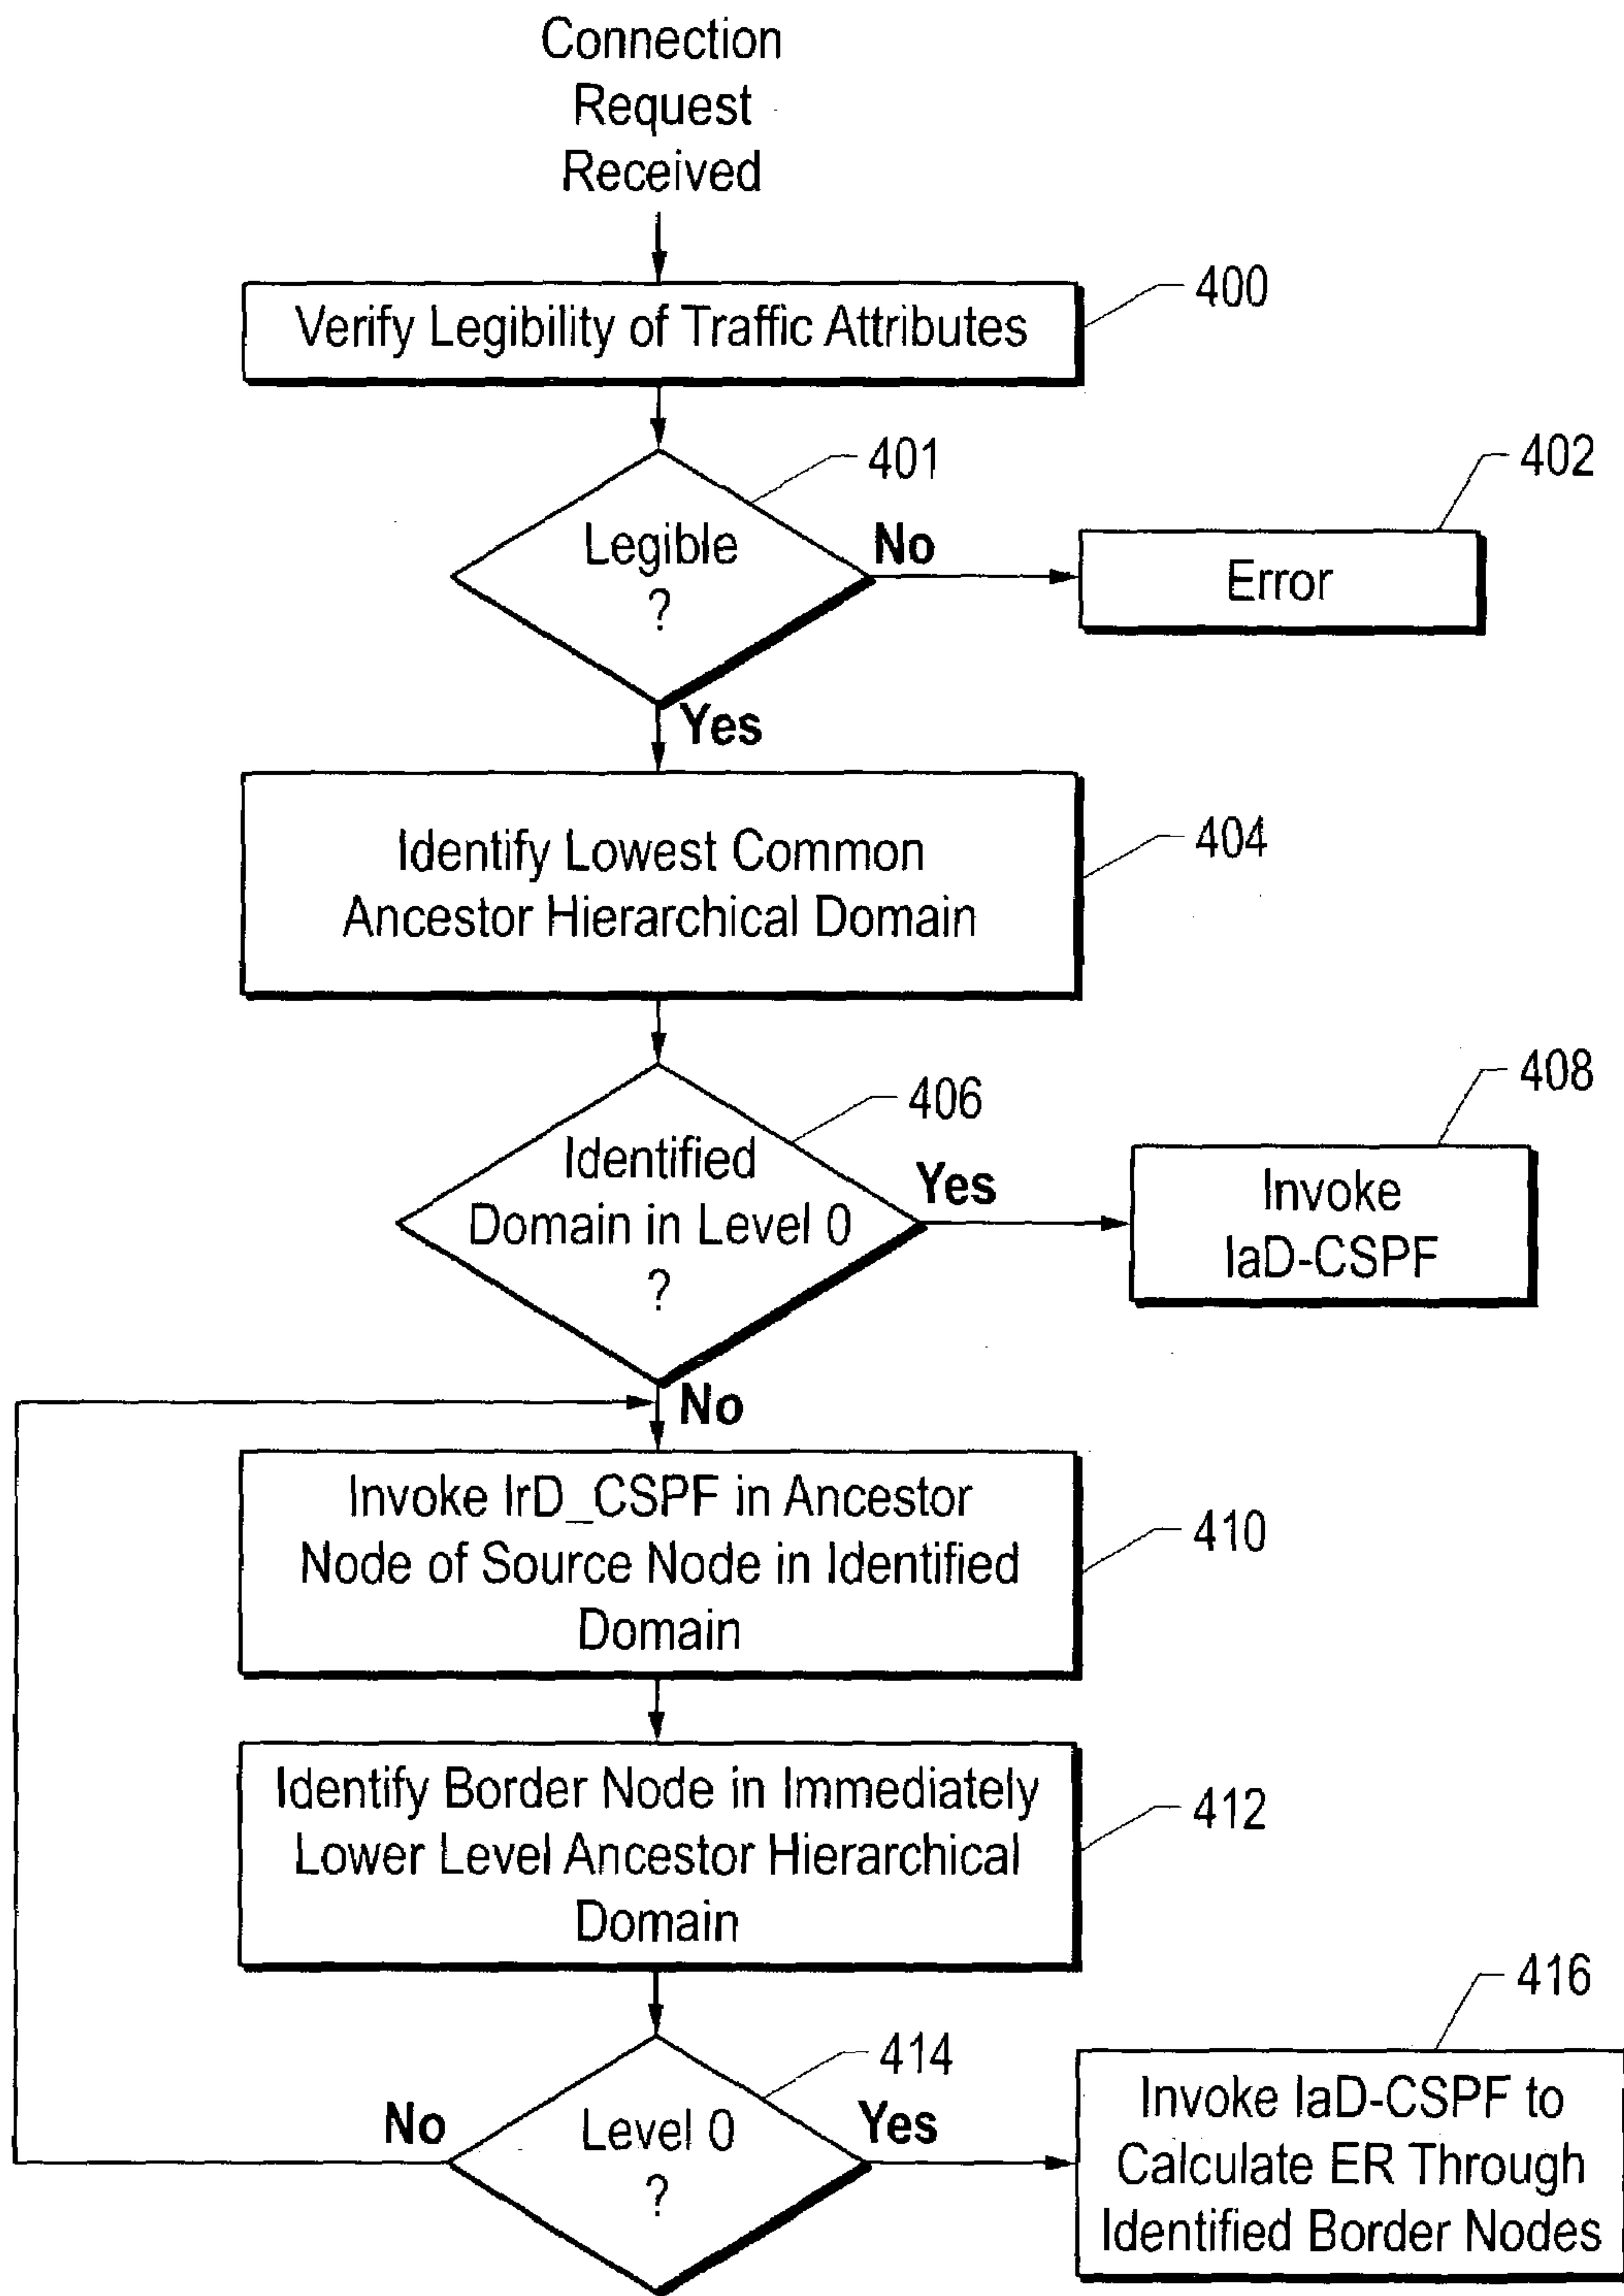 Connection
Request
Received
Verify Legibility of Traffic Attributes
400
401
Legible
?
No
402
Error
Yes
Identify Lowest Common
Ancestor Hierarchical Domain
404
406
Identified
Domain in Level 0
?
Yes
408
Invoke
IaD-CSPF
No
Invoke IrD_CSPF in Ancestor
Node of Source Node in Identified
Domain
410
Identify Border Node in Immediately
Lower Level Ancestor Hierarchical
Domain
412
414
Level 0
?
No
Yes
416
Invoke IaD-CSPF to
Calculate ER Through
Identified Border Nodes